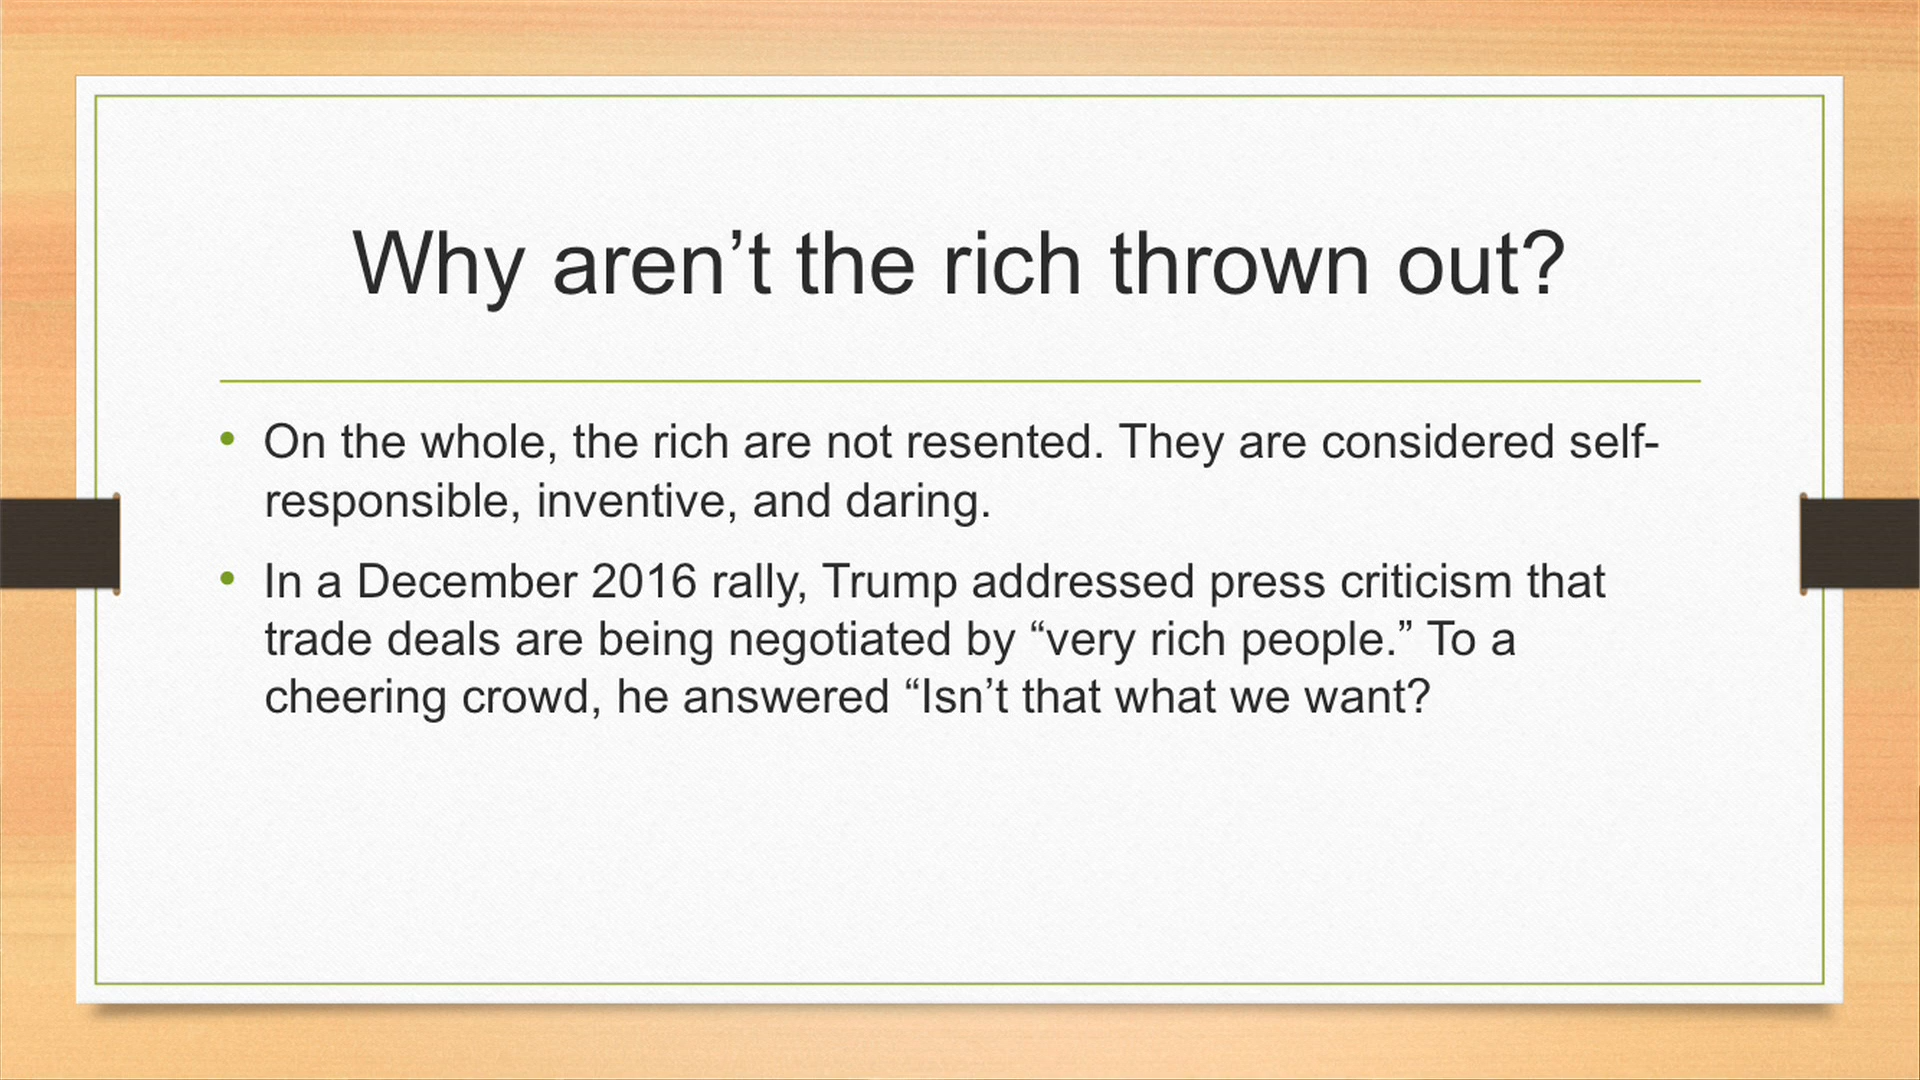 Why aren’t the rich thrown out?
• On the whole, the rich are not resented. They are considered self-
responsible, inventive, and daring.
• In a December 2016 rally, Trump addressed press criticism that
trade deals are being negotiated by “very rich people.” To a
cheering crowd, he answered “Isn’t that what we want?